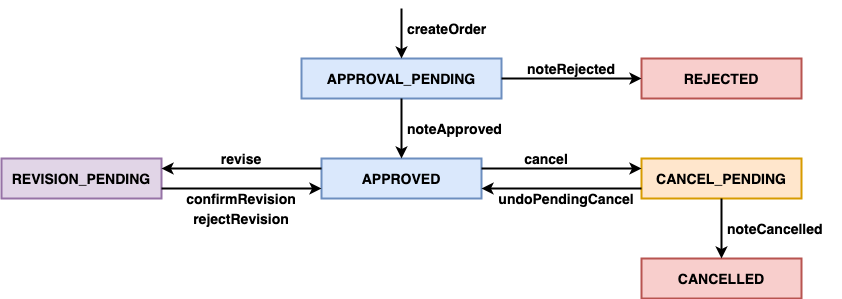 createOrder
APPROVAL_PENDING
noteRejected
REJECTED
noteApproved
REVISION_PENDING
revise
confirmRevision
rejectRevision
APPROVED
cancel
undoPendingCancel
CANCEL_PENDING
noteCancelled
CANCELLED